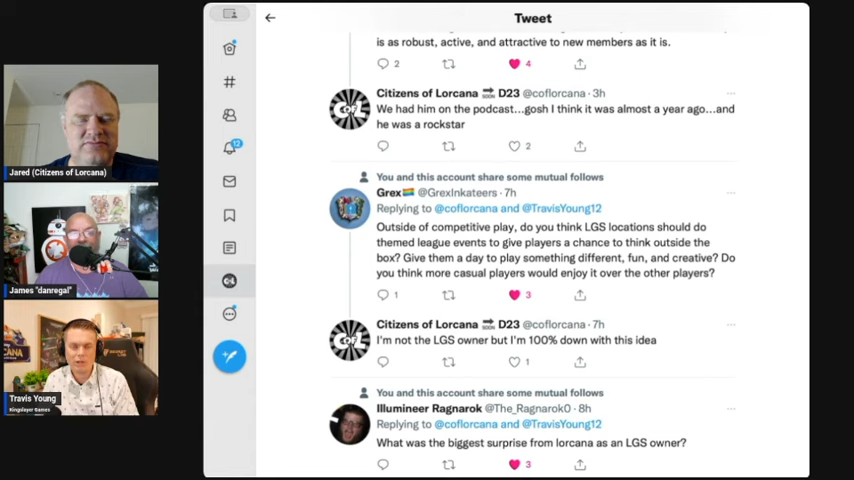 Tweet
is as robust, active, and attractive to new members as it is.
2
4
Citizens of Lorcana SOON D23 @coflorcana · 3h
We had him on the podcast...gosh I think it was almost a year ago...and
he was a rockstar
2
You and this account share some mutual follows
Grex @GrexInkateers · 7h
Replying to @coflorcana and @TravisYoung12
Outside of competitive play, do you think LGS locations should do
themed league events to give players a chance to think outside the
box? Give them a day to play something different, fun, and creative? Do
you think more casual players would enjoy it over the other players?
1
3
Citizens of Lorcana SOON D23 @coflorcana · 7h
I'm not the LGS owner but I'm 100% down with this idea
1
You and this account share some mutual follows
Illumineer Ragnarok @The_Ragnarok0 · 8h
Replying to @coflorcana and @TravisYoung12
What was the biggest surprise from lorcana as an LGS owner?
3
12
Jared (Citizens of Lorcana)
James "danregal"
Travis Young
Kingslayer Games